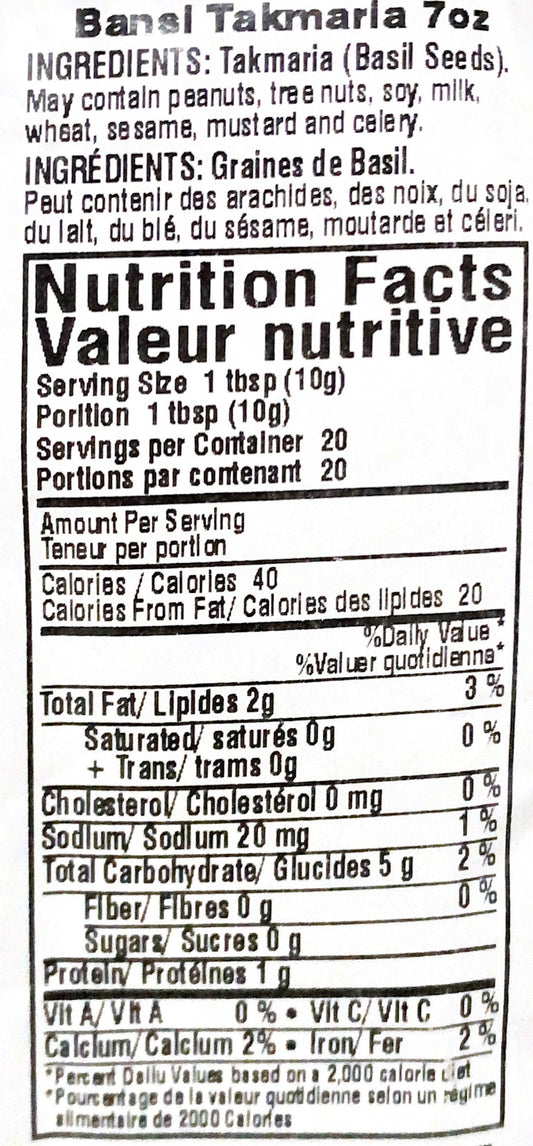 Bansi Takmaria 7oz
INGREDIENTS: Takmaria (Basil Seeds).
May contain peanuts, tree nuts, soy, milk,
wheat, sesame, mustard and celery.
INGRÉDIENTS: Graines de Basil.
Peut contenir des arachides, des noix, du soja,
du lait, du blé, du sésame, moutarde et céleri.
Nutrition Facts
Valeur nutritive
Serving Size 1 tbsp (10g)
Porition 1 tbsp (10g)
Servings per Container 20
Portions par contenant 20
Amount Per Serving
Teneur per portion
Calories / Calories 40
Calories From Fat/ Calories des lipides 20
%Daily Value*
%Valuer quotidienna*
Total Fat/ Lipides 2g 3 %
Saturated/ saturés 0g 0 %
+ Trans/ trams 0g
Cholesterol/ Cholestérol 0 mg 0 %
Sodium/ Sodium 20 mg 1 %
Total Carbohydrate/ Glucides 5 g 2 %
Fiber/ Fibres 0 g 0 %
Sugars/ Sucres 0 g
Protein/ Protéines 1 g
Vit A/ Vit A 0 % • Vit C/ Vit C 0 %
Calcium/ Calcium 2% • Iron/ Fer 2 %
*Percent Dailu Values based on a 2,000 calorie diet
*Pourcentage de la valeur quotidienne selon un régime
alimentaire de 2000 Calories